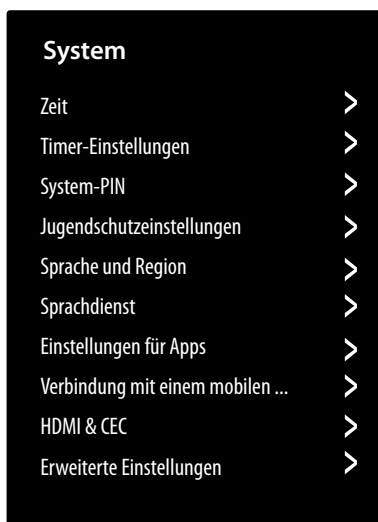 System
Zeit
Timer-Einstellungen
System-PIN
Jugendschutzeinstellungen
Sprache und Region
Sprachdienst
Einstellungen für Apps
Verbindung mit einem mobilen ...
HDMI & CEC
Erweiterte Einstellungen